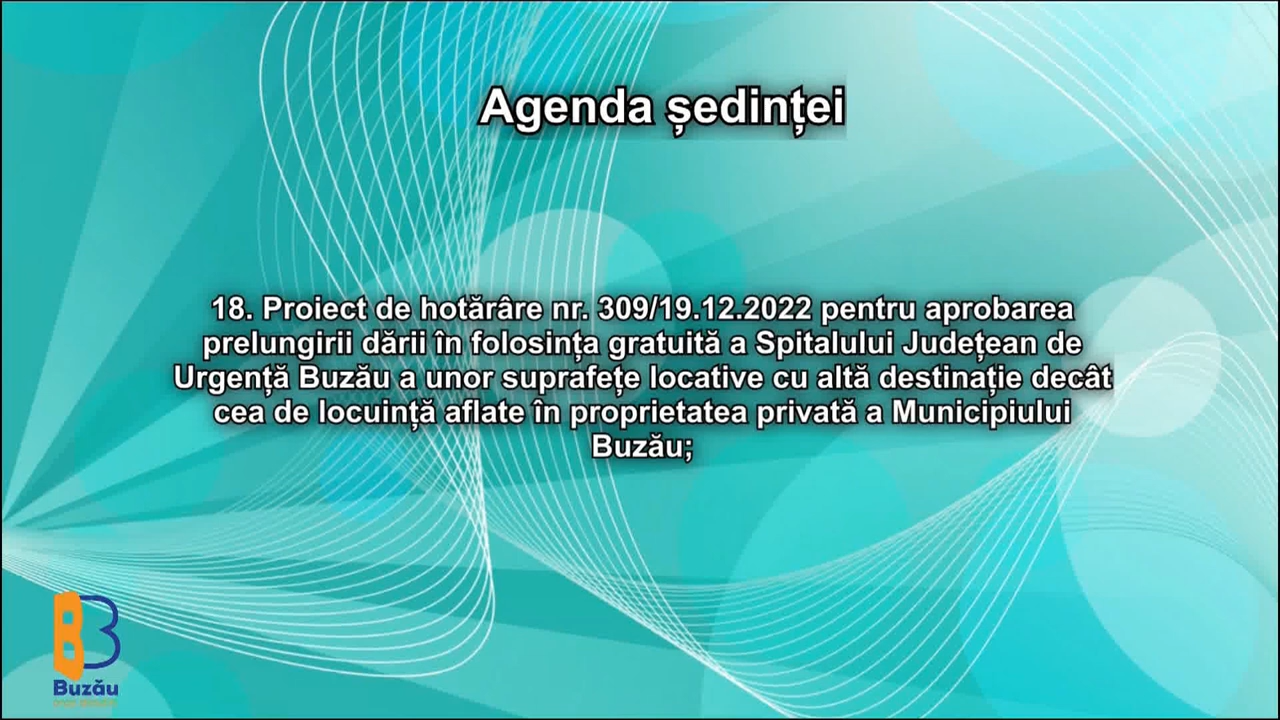 Agenda ședinței
18. Proiect de hotărâre nr. 309/19.12.2022 pentru aprobarea
prelungirii dării în folosința gratuită a Spitalului Județean de
Urgență Buzău a unor suprafețe locative cu altă destinație decât
cea de locuință aflate în proprietatea privată a Municipiului
Buzău;
Buzău